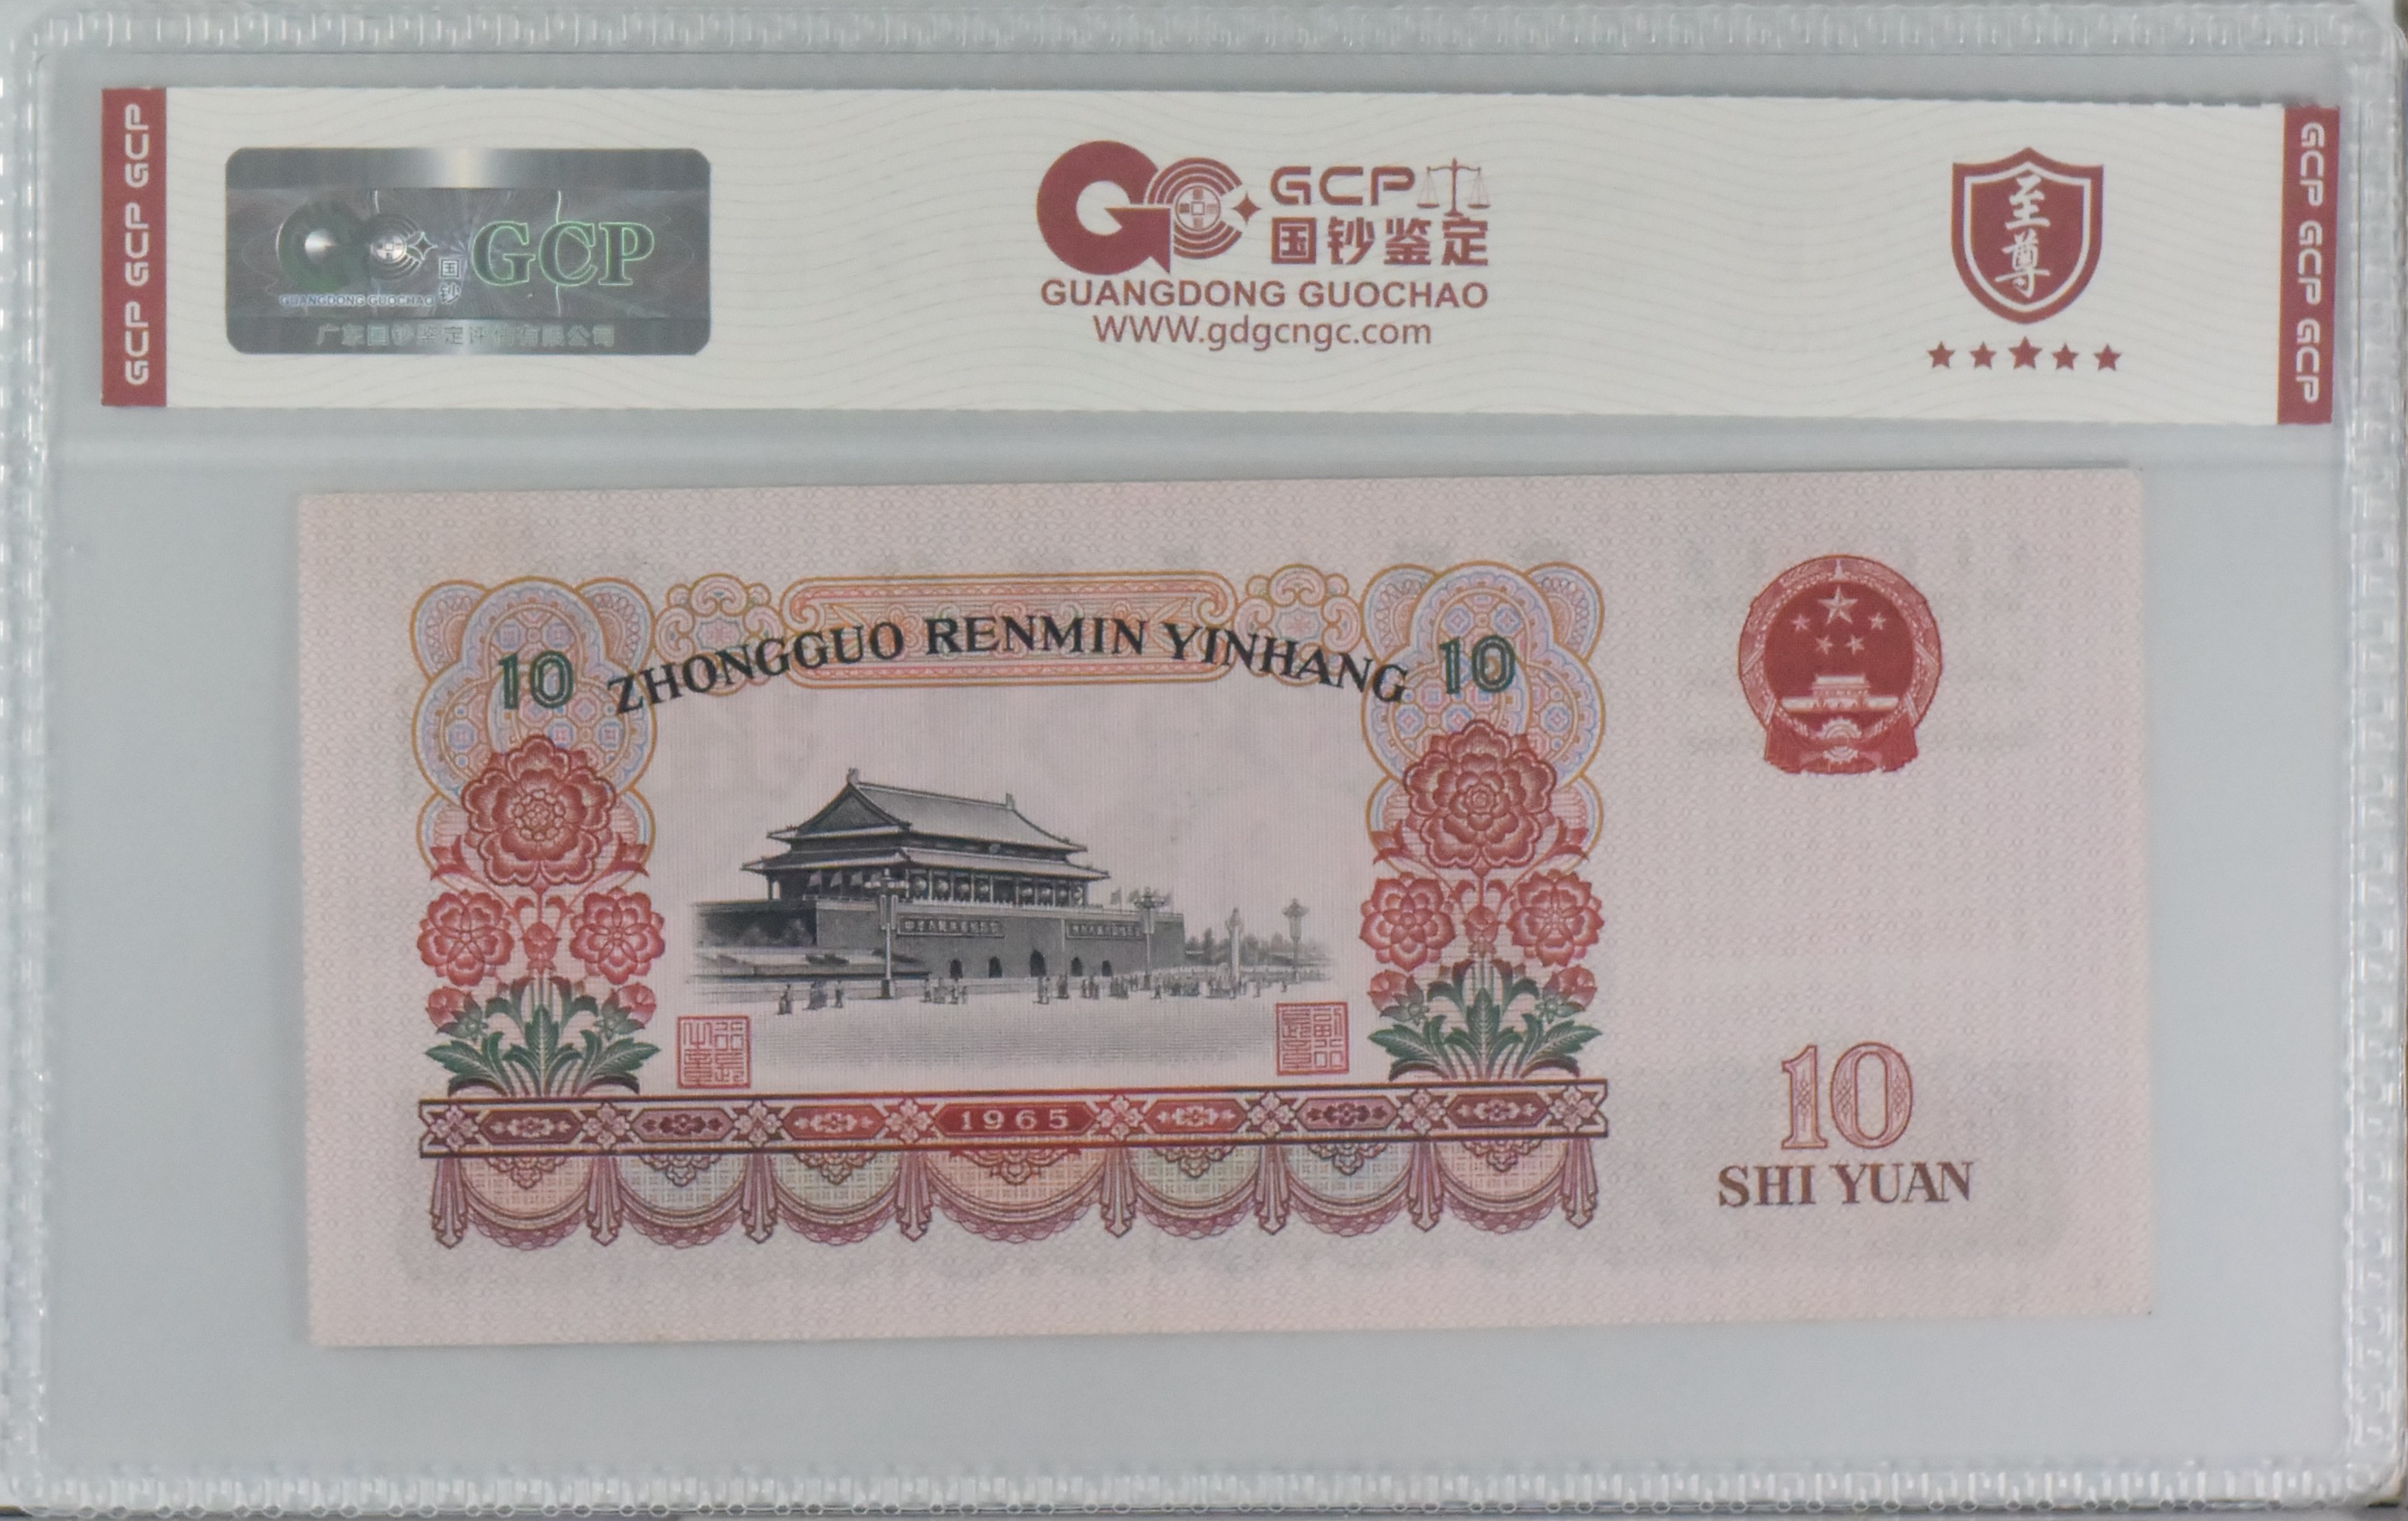 GCP GCP GCP
国钞
GCP
GUANGDONG GUOCHAO
广东国钞鉴定评估有限公司
GCP
国钞鉴定
GUANGDONG GUOCHAO
WWW.gdgcngc.com
至尊
GCP GCP GCP
10 ZHONGGUO RENMIN YINHANG 10
1965
10
SHI YUAN